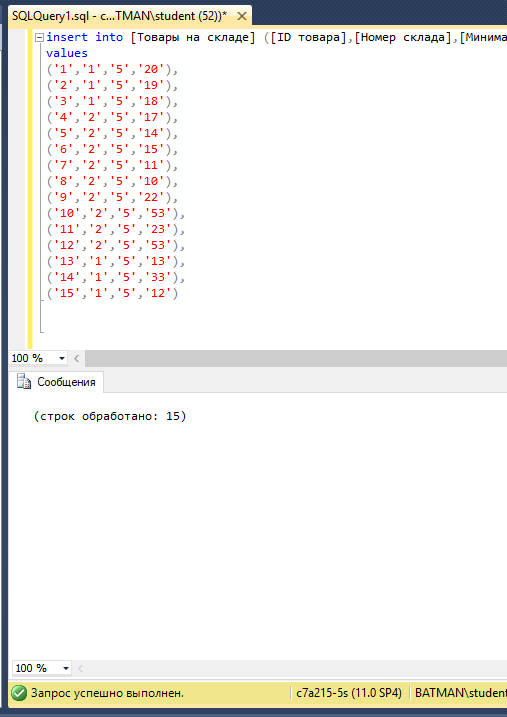 SQLQuery1.sql - c...TMAN\student (52))*
insert into [Товары на складе] ([ID товара],[Номер склада],[Минима
values
('1','1','5','20'),
('2','1','5','19'),
('3','1','5','18'),
('4','2','5','17'),
('5','2','5','14'),
('6','2','5','15'),
('7','2','5','11'),
('8','2','5','10'),
('9','2','5','22'),
('10','2','5','53'),
('11','2','5','23'),
('12','2','5','53'),
('13','1','5','13'),
('14','1','5','33'),
('15','1','5','12')
100 %
Сообщения
(строк обработано: 15)
100 %
Запрос успешно выполнен. c7a215-5s (11.0 SP4) BATMAN\student